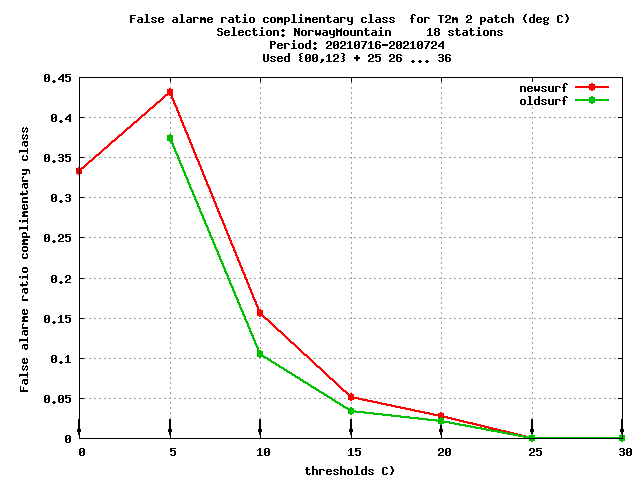 False alarme ratio complimentary class  for T2m 2 patch (deg C)
Selection: NorwayMountain     18 stations
Period: 20210716-20210724
Used {00,12} + 25 26 ... 36
newsurf
oldsurf
False alarme ratio complimentary class
0.45
0.4
0.35
0.3
0.25
0.2
0.15
0.1
0.05
0
0 5 10 15 20 25 30
thresholds C)